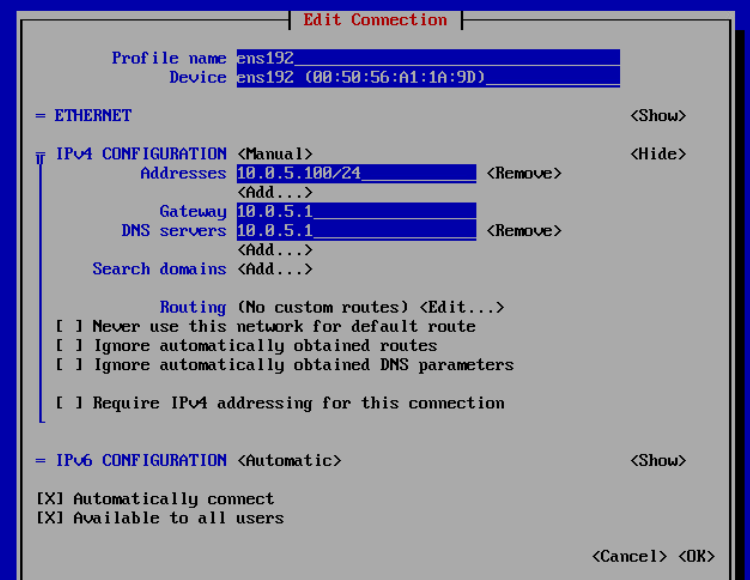 Edit Connection
Profile name ens192
Device ens192 (00:50:56:A1:1A:9D)
= ETHERNET <Show>
IPv4 CONFIGURATION <Manual> <Hide>
Addresses 10.0.5.100/24 <Remove>
<Add...>
Gateway 10.0.5.1
DNS servers 10.0.5.1 <Remove>
<Add...>
Search domains <Add...>
Routing (No custom routes) <Edit...>
[ ] Never use this network for default route
[ ] Ignore automatically obtained routes
[ ] Ignore automatically obtained DNS parameters
[ ] Require IPv4 addressing for this connection
= IPv6 CONFIGURATION <Automatic> <Show>
[X] Automatically connect
[X] Available to all users
<Cancel> <OK>